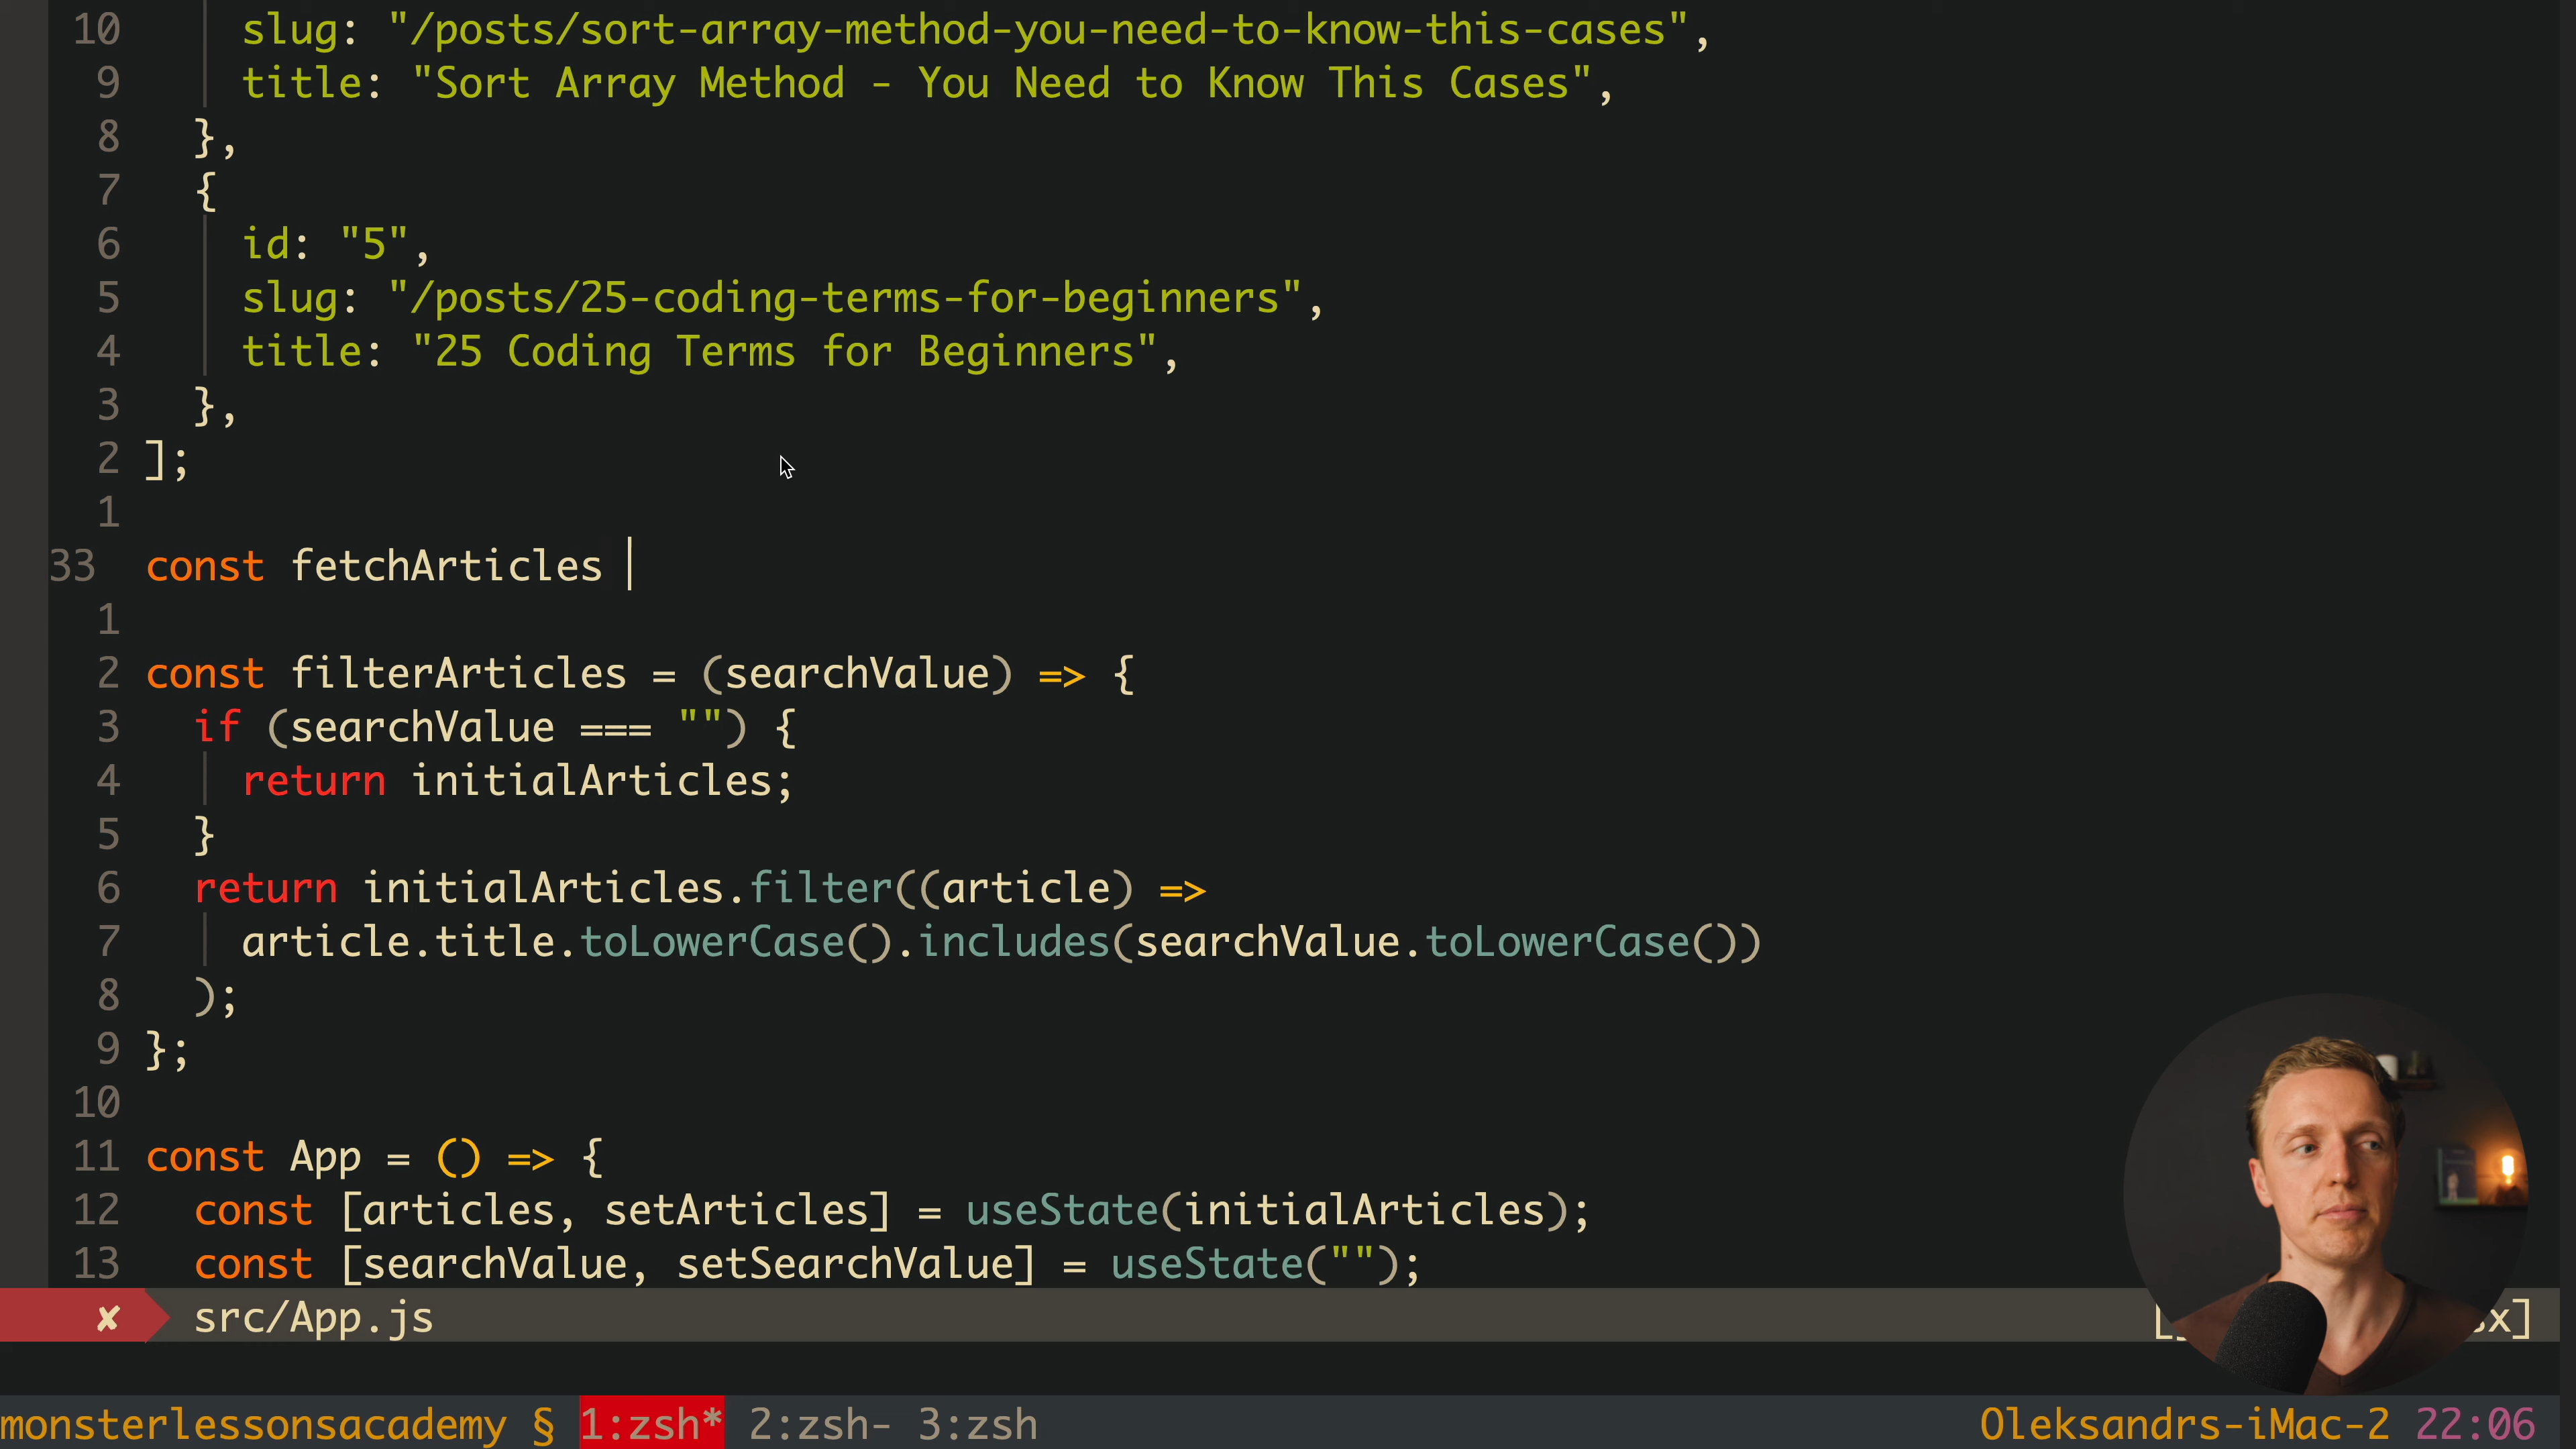 10 slug: "/posts/sort-array-method-you-need-to-know-this-cases",
9 title: "Sort Array Method - You Need to Know This Cases",
8 },
7 {
6 id: "5",
5 slug: "/posts/25-coding-terms-for-beginners",
4 title: "25 Coding Terms for Beginners",
3 },
2 ];
1
33 const fetchArticles
1
2 const filterArticles = (searchValue) => {
3 if (searchValue === "") {
4 return initialArticles;
5 }
6 return initialArticles.filter((article) =>
7 article.title.toLowerCase().includes(searchValue.toLowerCase())
8 );
9 };
10
11 const App = () => {
12 const [articles, setArticles] = useState(initialArticles);
13 const [searchValue, setSearchValue] = useState("");
✘ src/App.js
monsterlessonsacademy § 1:zsh* 2:zsh- 3:zsh Oleksandrs-iMac-2 22:06